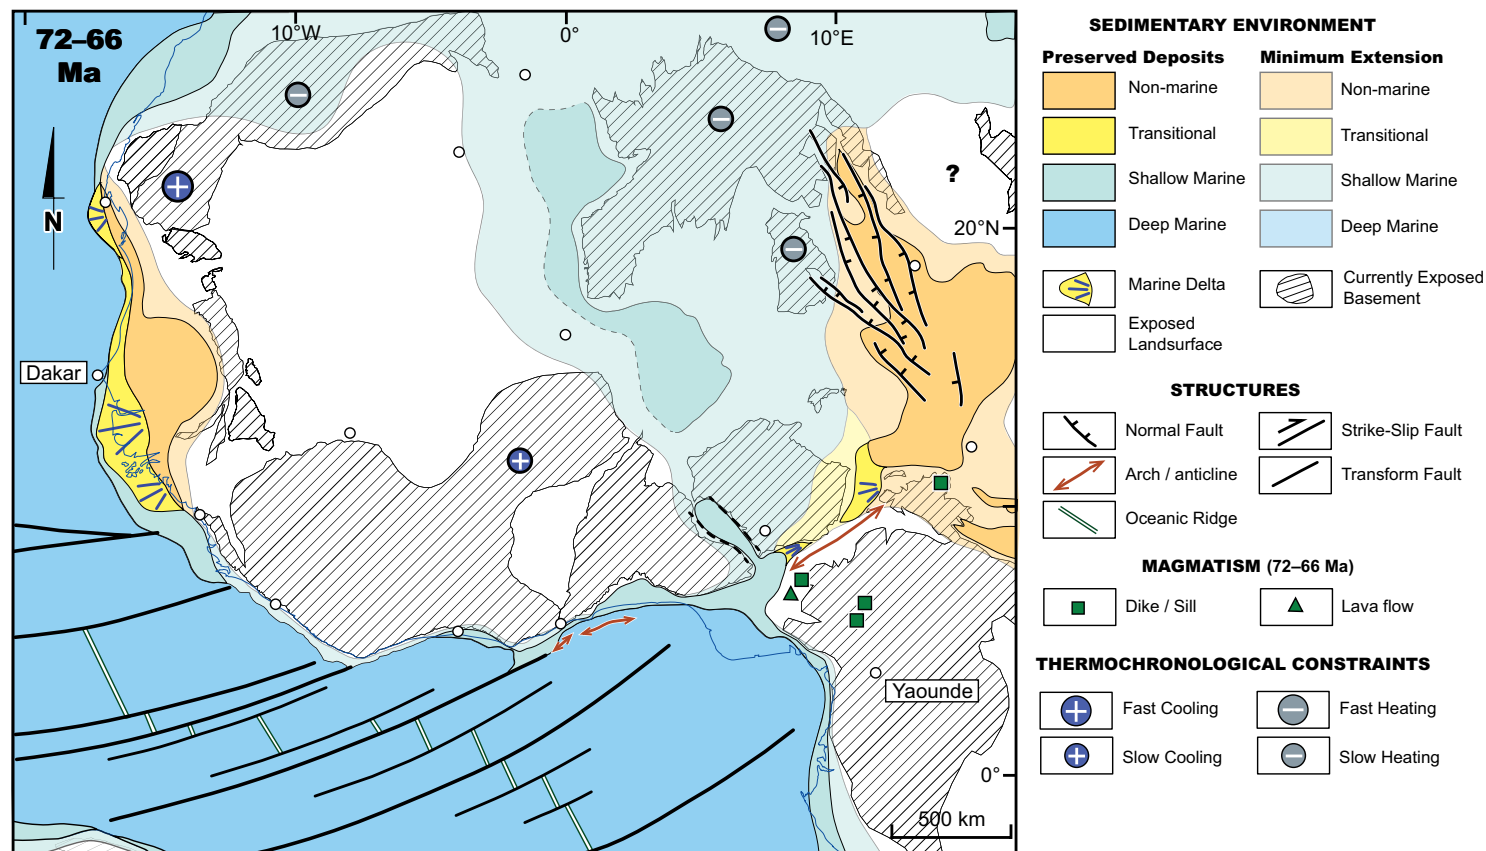 72–66
Ma
10°W
0°
10°E
N
?
20°N
Dakar
Yaounde
0°
500 km
SEDIMENTARY ENVIRONMENT
Preserved Deposits
Minimum Extension
Non-marine
Non-marine
Transitional
Transitional
Shallow Marine
Shallow Marine
Deep Marine
Deep Marine
Marine Delta
Currently Exposed
Basement
Exposed
Landsurface
STRUCTURES
Normal Fault
Strike-Slip Fault
Arch / anticline
Transform Fault
Oceanic Ridge
MAGMATISM (72–66 Ma)
Dike / Sill
Lava flow
THERMOCHRONOLOGICAL CONSTRAINTS
Fast Cooling
Fast Heating
Slow Cooling
Slow Heating